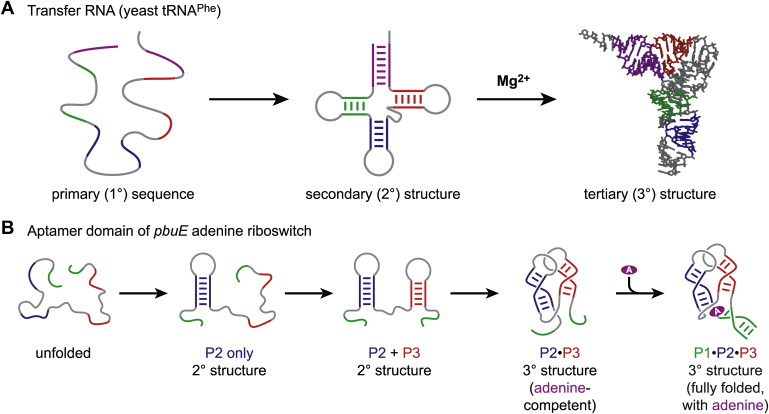 A Transfer RNA (yeast tRNAPhe)
Mg2+
primary (1°) sequence
secondary (2°) structure
tertiary (3°) structure
B Aptamer domain of pbuE adenine riboswitch
A
A
unfolded
P2 only
2° structure
P2 + P3
2° structure
P2•P3
3° structure
(adenine-
competent)
P1•P2•P3
3° structure
(fully folded,
with adenine)